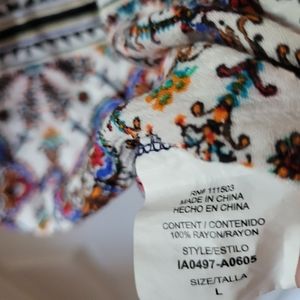 RN# 111503
MADE IN CHINA
HECHO EN CHINA
CONTENT / CONTENIDO
100% RAYON/RAYON
STYLE/ESTILO
IA0497-A0605
SIZE/TALLA
L